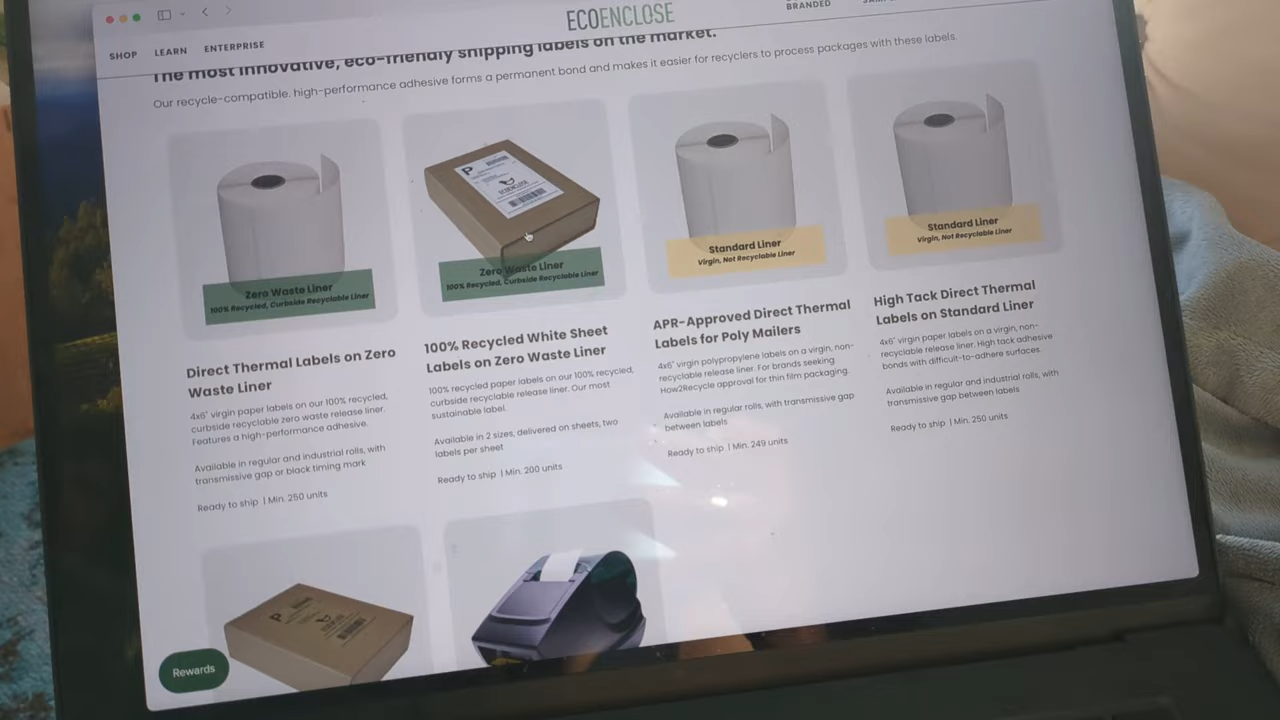 ECOENCLOSE
BRANDED
SHOP LEARN ENTERPRISE
The most innovative, eco-friendly shipping labels on the market.
Our recycle-compatible. high-performance adhesive forms a permanent bond and makes it easier for recyclers to process packages with these labels.
P
ECOENCLOSE
Zero Waste Liner
100% Recycled, Curbside Recyclable Liner
Zero Waste Liner
100% Recycled, Curbside Recyclable Liner
Standard Liner
Virgin, Not Recyclable Liner
Standard Liner
Virgin, Not Recyclable Liner
Direct Thermal Labels on Zero
Waste Liner
4x6" virgin paper labels on our 100% recycled,
curbside recyclable zero waste release liner.
Features a high-performance adhesive.
Available in regular and industrial rolls, with
transmissive gap or black timing mark
Ready to ship | Min. 250 units
100% Recycled White Sheet
Labels on Zero Waste Liner
100% recycled paper labels on our 100% recycled,
curbside recyclable release liner. Our most
sustainable label.
Available in 2 sizes, delivered on sheets, two
labels per sheet
Ready to ship | Min. 200 units
APR-Approved Direct Thermal
Labels for Poly Mailers
4x6" virgin polypropylene labels on a virgin, non-
recyclable release liner. For brands seeking
How2Recycle approval for thin film packaging.
Available in regular rolls, with transmissive gap
between labels
Ready to ship | Min. 249 units
High Tack Direct Thermal
Labels on Standard Liner
4x6" virgin paper labels on a virgin, non-
recyclable release liner. High tack adhesive
bonds with difficult-to-adhere surfaces.
Available in regular and industrial rolls, with
transmissive gap between labels
Ready to ship | Min. 250 units
P
Rewards